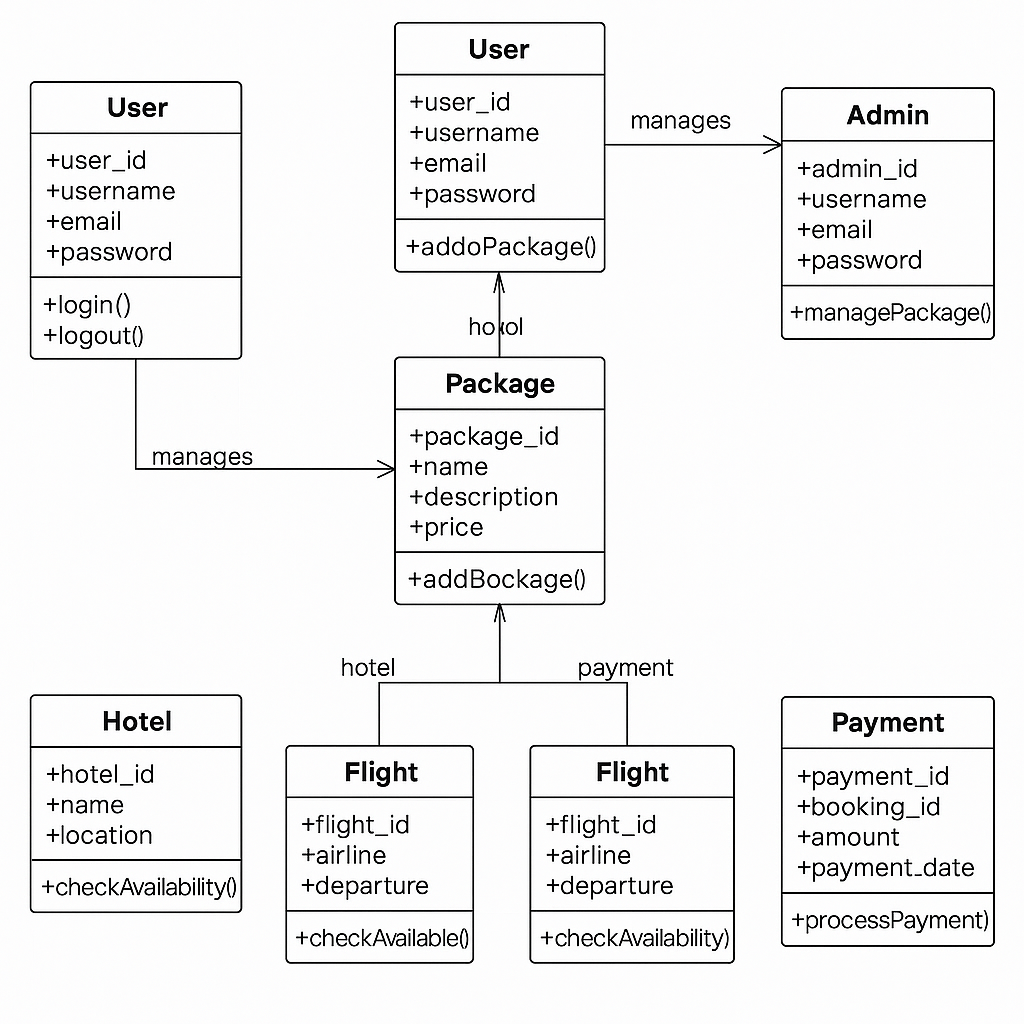 User
+user_id
+username
+email
+password
+login()
+logout()
User
+user_id
+username
+email
+password
+addoPackage()
manages
Admin
+admin_id
+username
+email
+password
+managePackage()
manages
Package
+package_id
+name
+description
+price
+addBockage()
hotel
payment
Hotel
+hotel_id
+name
+location
+checkAvailability()
Flight
+flight_id
+airline
+departure
+checkAvailable()
Flight
+flight_id
+airline
+departure
+checkAvailability)
Payment
+payment_id
+booking_id
+amount
+payment_date
+processPayment)